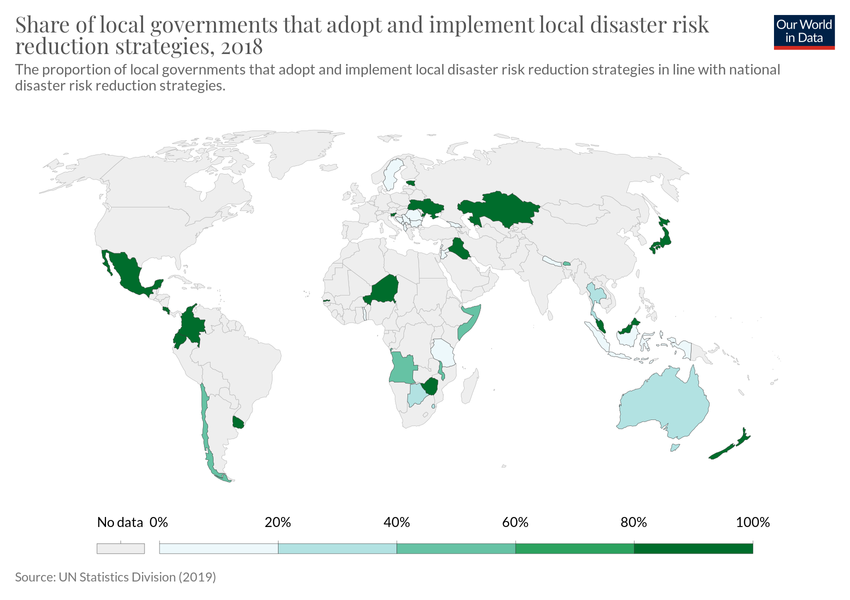 Share of local governments that adopt and implement local disaster risk
reduction strategies, 2018
Our World
in Data
The proportion of local governments that adopt and implement local disaster risk reduction strategies in line with national
disaster risk reduction strategies.
No data 0% 20% 40% 60% 80% 100%
Source: UN Statistics Division (2019)